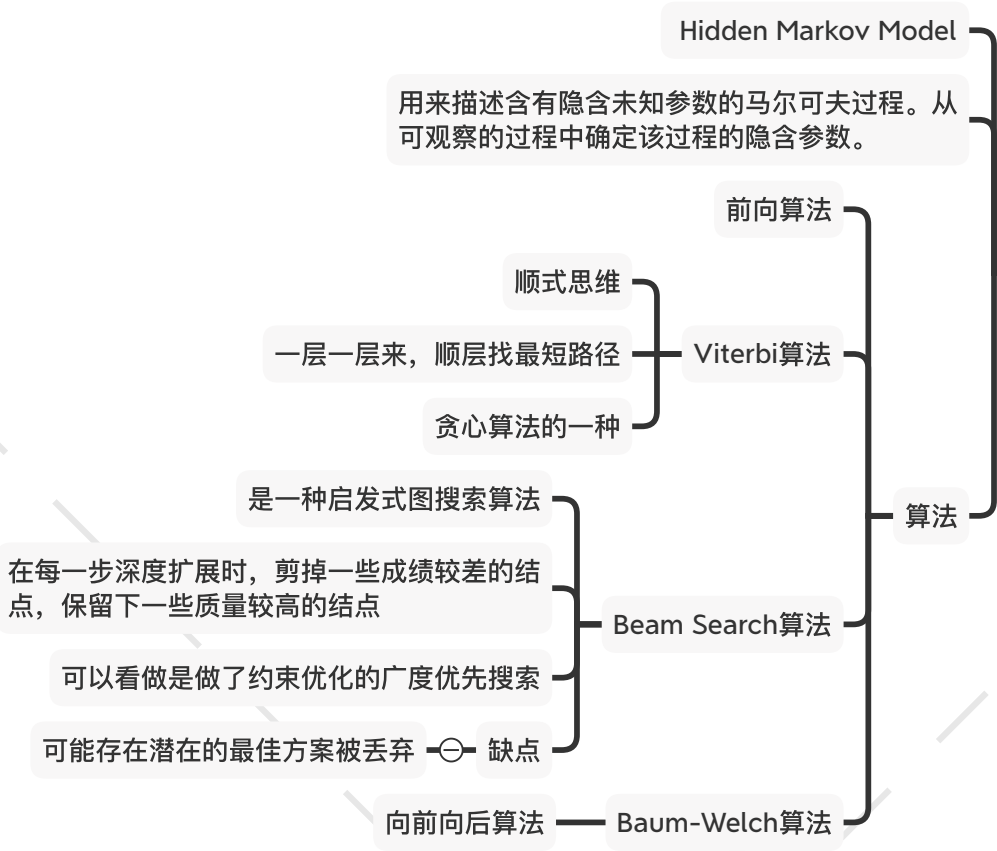 Hidden Markov Model
用来描述含有隐含未知参数的马尔可夫过程。从
可观察的过程中确定该过程的隐含参数。
前向算法
顺式思维
一层一层来，顺层找最短路径
Viterbi算法
贪心算法的一种
是一种启发式图搜索算法
算法
在每一步深度扩展时，剪掉一些成绩较差的结
点，保留下一些质量较高的结点
Beam Search算法
可以看做是做了约束优化的广度优先搜索
可能存在潜在的最佳方案被丢弃
缺点
向前向后算法
Baum-Welch算法